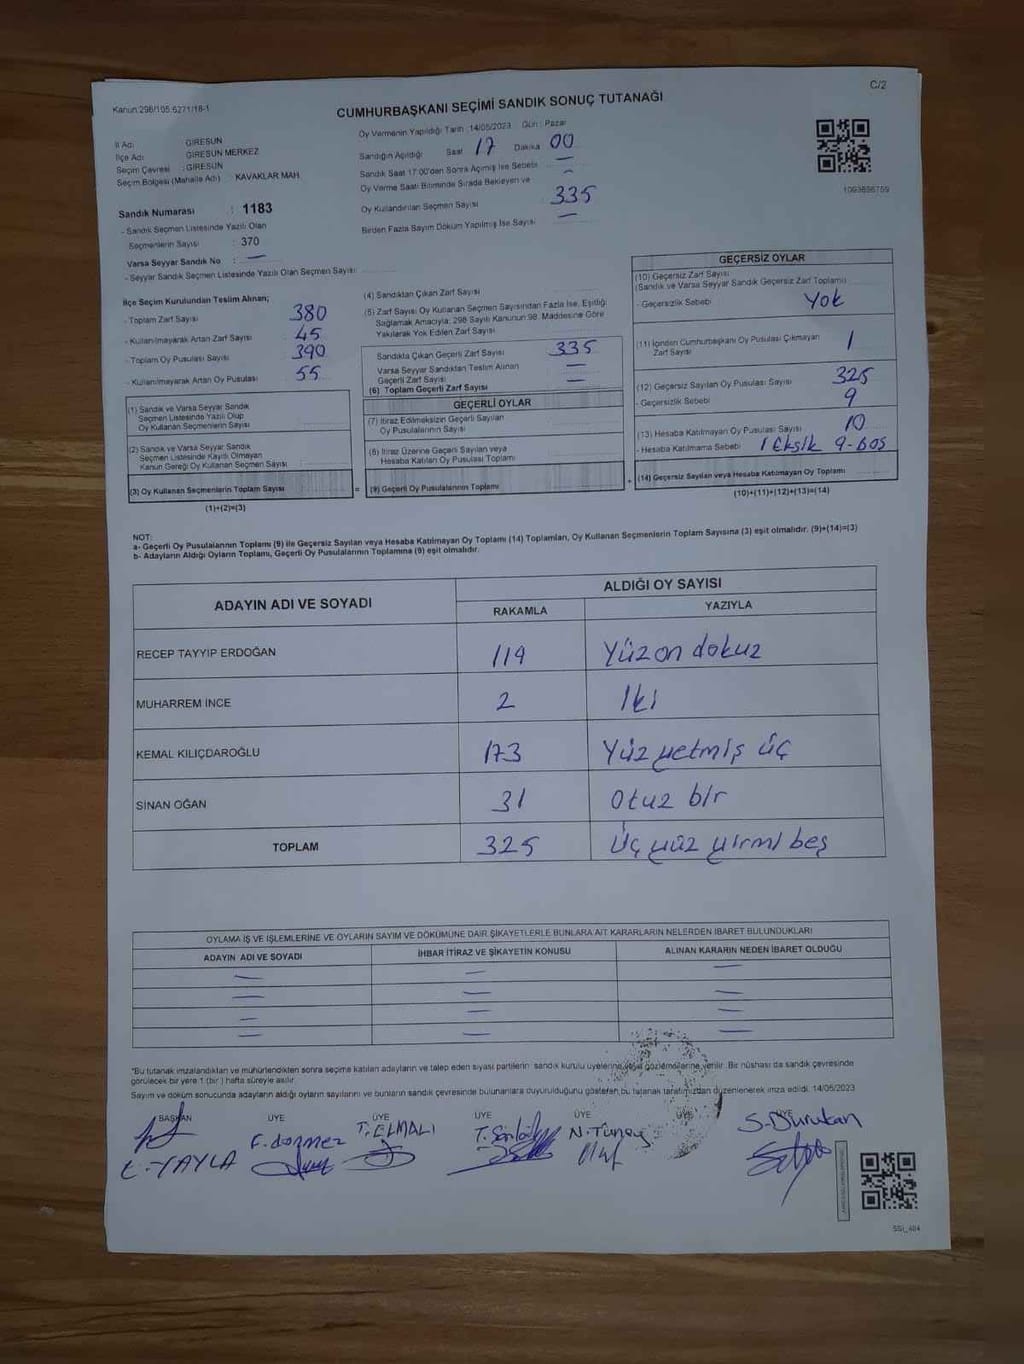 Kanun:298/105.6271/18-1
C/2
CUMHURBAŞKANI SEÇİMİ SANDIK SONUÇ TUTANAĞI
İl Adı GİRESUN
İlçe Adı GİRESUN MERKEZ
Seçim Çevresi : GİRESUN
Seçim Bölgesi (Mahalle Adı) : KAVAKLAR MAH.
Sandık Numarası : 1183
- Sandık Seçmen Listesinde Yazılı Olan
Seçmenlerin Sayısı : 370
Varsa Seyyar Sandık No : —
- Seyyar Sandık Seçmen Listesinde Yazılı Olan Seçmen Sayısı
Oy Vermenin Yapıldığı Tarih :14/05/2023 Gün : Pazar
Sandığın Açıldığı Saat 17 Dakika 00
Sandık Saat 17:00'den Sonra Açılmış İse Sebebi —
Oy Verme Saati Bitiminde Sırada Bekleyen ve
Oy Kullandırılan Seçmen Sayısı 335
Birden Fazla Sayım Döküm Yapılmış İse Sayısı —
1093886759
İlçe Seçim Kurulundan Teslim Alınan;
- Toplam Zarf Sayısı 380
- Kullanılmayarak Artan Zarf Sayısı 45
- Toplam Oy Pusulası Sayısı 390
- Kullanılmayarak Artan Oy Pusulası 55
(1) Sandık ve Varsa Seyyar Sandık
Seçmen Listesinde Yazılı Olup
Oy Kullanan Seçmenlerin Sayısı
(2) Sandık ve Varsa Seyyar Sandık
Seçmen Listesinde Kayıtlı Olmayan
Kanun Gereği Oy Kullanan Seçmen Sayısı
(3) Oy Kullanan Seçmenlerin Toplam Sayısı
(1)+(2)=(3)
(4) Sandıktan Çıkan Zarf Sayısı
(5) Zarf Sayısı Oy Kullanan Seçmen Sayısından Fazla İse, Eşitliği
Sağlamak Amacıyla, 298 Sayılı Kanunun 98. Maddesine Göre
Yakılarak Yok Edilen Zarf Sayısı
Sandıkta Çıkan Geçerli Zarf Sayısı 335
Varsa Seyyar Sandıktan Teslim Alınan
Geçerli Zarf Sayısı —
(6) Toplam Geçerli Zarf Sayısı —
GEÇERLİ OYLAR
(7) İtiraz Edilmeksizin Geçerli Sayılan
Oy Pusulalarının Sayısı
(8) İtiraz Üzerine Geçerli Sayılan veya
Hesaba Katılan Oy Pusulası Toplamı
= (9) Geçerli Oy Pusulalarının Toplamı
GEÇERSİZ OYLAR
(10) Geçersiz Zarf Sayısı
(Sandık ve Varsa Seyyar Sandık Geçersiz Zarf Toplamı)
- Geçersizlik Sebebi Yok
(11) İçinden Cumhurbaşkanı Oy Pusulası Çıkmayan
Zarf Sayısı 1
(12) Geçersiz Sayılan Oy Pusulası Sayısı 325
- Geçersizlik Sebebi 9
(13) Hesaba Katılmayan Oy Pusulası Sayısı 10
- Hesaba Katılmama Sebebi 1 Eksik 9-boş
+ (14) Geçersiz Sayılan veya Hesaba Katılmayan Oy Toplamı
(10)+(11)+(12)+(13)=(14)
NOT:
a- Geçerli Oy Pusulalarının Toplamı (9) ile Geçersiz Sayılan veya Hesaba Katılmayan Oy Toplamı (14) Toplamları, Oy Kullanan Seçmenlerin Toplam Sayısına (3) eşit olmalıdır. (9)+(14)=(3)
b- Adayların Aldığı Oyların Toplamı, Geçerli Oy Pusulalarının Toplamına (9) eşit olmalıdır.
ADAYIN ADI VE SOYADI ALDIĞI OY SAYISI
RAKAMLA YAZIYLA
RECEP TAYYİP ERDOĞAN 119 Yüz on dokuz
MUHARREM İNCE 2 İki
KEMAL KILIÇDAROĞLU 173 Yüz yetmiş üç
SİNAN OĞAN 31 Otuz bir
TOPLAM 325 Üç yüz yirmi beş
OYLAMA İŞ VE İŞLEMLERİNE VE OYLARIN SAYIM VE DÖKÜMÜNE DAİR ŞİKAYETLERLE BUNLARA AİT KARARLARIN NELERDEN İBARET BULUNDUKLARI
ADAYIN ADI VE SOYADI İHBAR İTİRAZ VE ŞİKAYETİN KONUSU ALINAN KARARIN NEDEN İBARET OLDUĞU
— — —
— — —
— — —
— — —
*Bu tutanak imzalandıktan ve mühürlendikten sonra seçime katılan adayların ve talep eden siyasi partilerin sandık kurulu üyelerine veya gözlemcilerine verilir. Bir nüshası da sandık çevresinde
görülecek bir yere 1 (bir) hafta süreyle asılır.
Sayım ve döküm sonucunda adayların aldığı oyların sayılarını ve bunların sandık çevresinde bulunanlara duyurulduğunu gösteren bu tutanak tarafımızdan düzenlenerek imza edildi. 14/05/2023
BAŞKAN ÜYE ÜYE ÜYE ÜYE ÜYE ÜYE
E. YAYLA F. dönmez T. ELMALI N. Tunay S. Durukan
SSİ_484